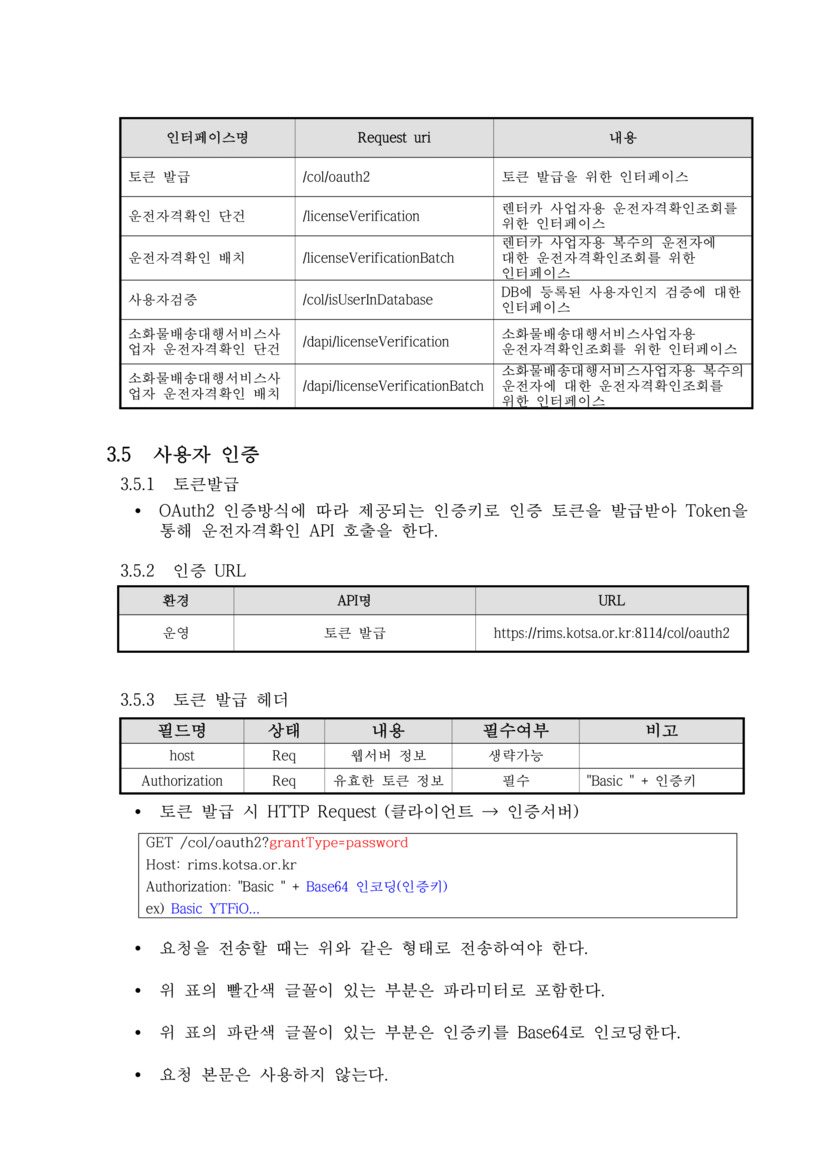 인터페이스명 Request uri 내용
토큰 발급 /col/oauth2 토큰 발급을 위한 인터페이스
운전자격확인 단건 /licenseVerification 렌터카 사업자용 운전자격확인조회를
위한 인터페이스
운전자격확인 배치 /licenseVerificationBatch 렌터카 사업자용 복수의 운전자에
대한 운전자격확인조회를 위한
인터페이스
사용자검증 /col/isUserInDatabase DB에 등록된 사용자인지 검증에 대한
인터페이스
소화물배송대행서비스사
업자 운전자격확인 단건 /dapi/licenseVerification 소화물배송대행서비스사업자용
운전자격확인조회를 위한 인터페이스
소화물배송대행서비스사
업자 운전자격확인 배치 /dapi/licenseVerificationBatch 소화물배송대행서비스사업자용 복수의
운전자에 대한 운전자격확인조회를
위한 인터페이스
3.5 사용자 인증
3.5.1 토큰발급
• OAuth2 인증방식에 따라 제공되는 인증키로 인증 토큰을 발급받아 Token을
통해 운전자격확인 API 호출을 한다.
3.5.2 인증 URL
환경 API명 URL
운영 토큰 발급 https://rims.kotsa.or.kr:8114/col/oauth2
3.5.3 토큰 발급 헤더
필드명 상태 내용 필수여부 비고
host Req 웹서버 정보 생략가능
Authorization Req 유효한 토큰 정보 필수 "Basic " + 인증키
• 토큰 발급 시 HTTP Request (클라이언트 → 인증서버)
GET /col/oauth2?grantType=password
Host: rims.kotsa.or.kr
Authorization: "Basic " + Base64 인코딩(인증키)
ex) Basic YTFiO...
• 요청을 전송할 때는 위와 같은 형태로 전송하여야 한다.
• 위 표의 빨간색 글꼴이 있는 부분은 파라미터로 포함한다.
• 위 표의 파란색 글꼴이 있는 부분은 인증키를 Base64로 인코딩한다.
• 요청 본문은 사용하지 않는다.